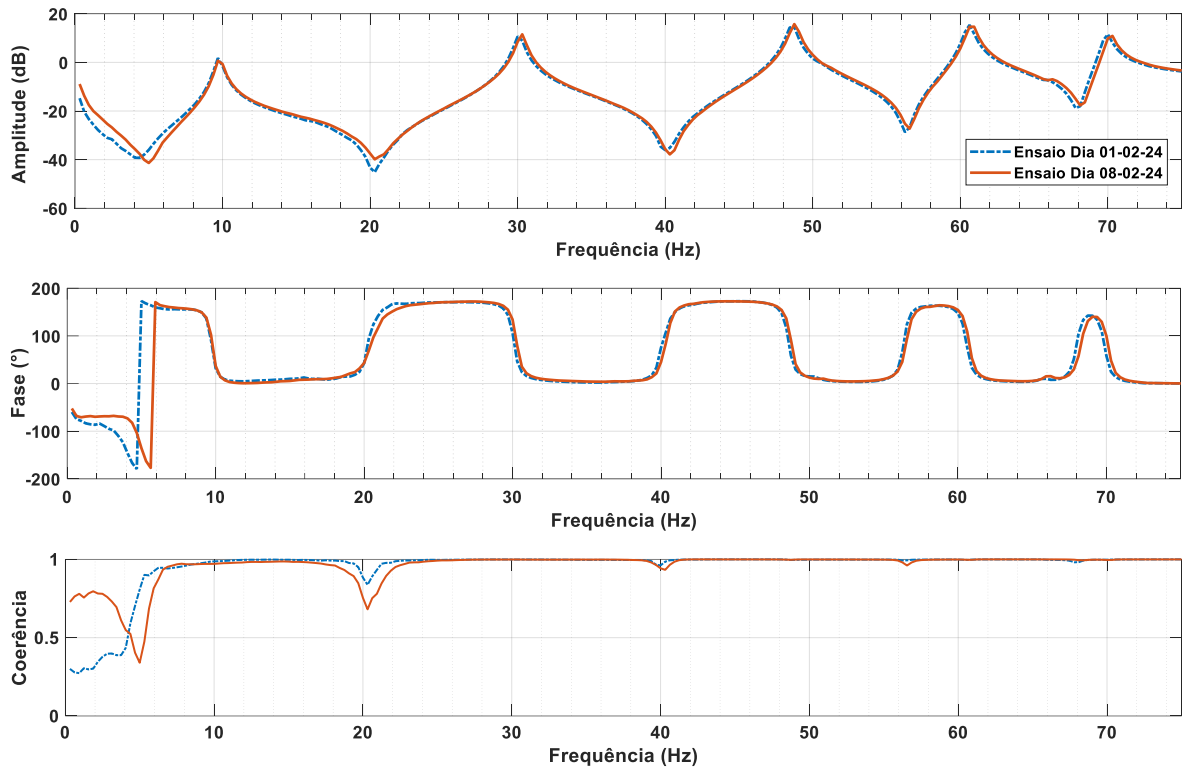 Amplitude (dB)
20
0
-20
-40
-60
0 10 20 30 40 50 60 70
Frequência (Hz)
Ensaio Dia 01-02-24
Ensaio Dia 08-02-24
Fase (°)
200
100
0
-100
-200
0 10 20 30 40 50 60 70
Frequência (Hz)
Coerência
1
0.5
0
0 10 20 30 40 50 60 70
Frequência (Hz)